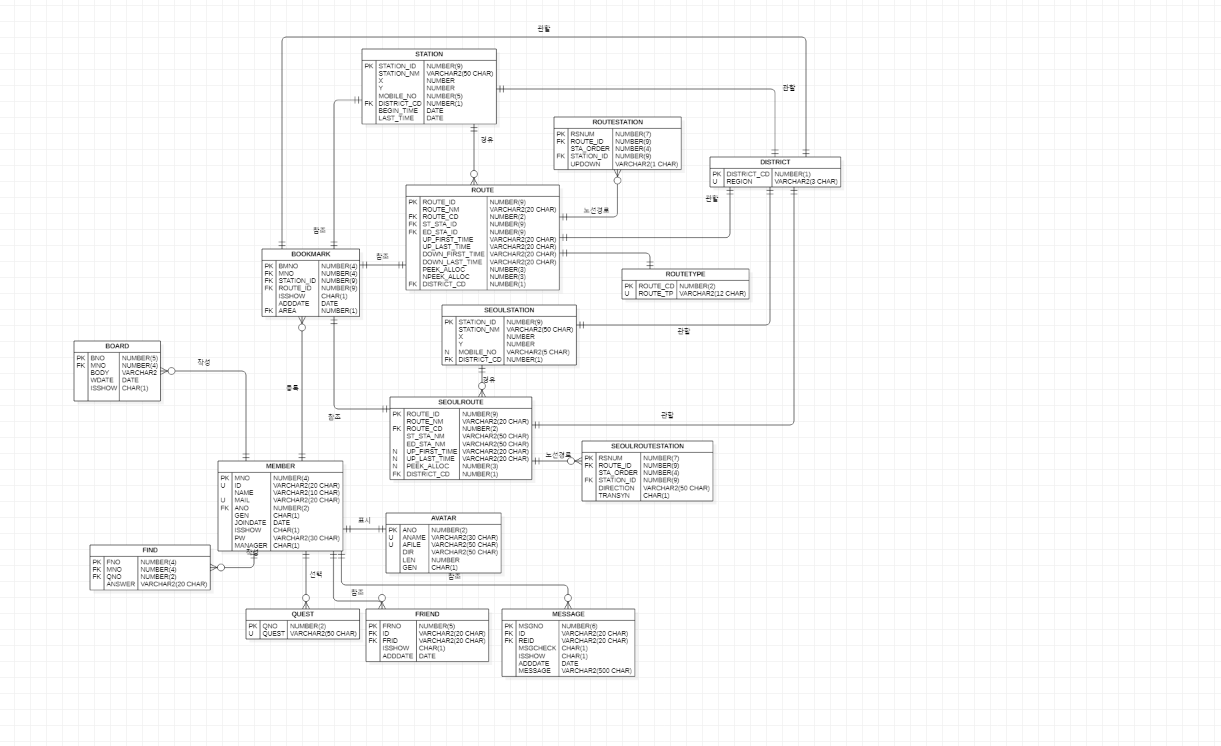 관할
STATION
PK STATION_ID NUMBER(9)
STATION_NM VARCHAR2(50 CHAR)
X NUMBER
Y NUMBER
MOBILE_NO NUMBER(5)
FK DISTRICT_CD NUMBER(1)
BEGIN_TIME DATE
LAST_TIME DATE
관할
경유
ROUTESTATION
PK RSNUM NUMBER(7)
FK ROUTE_ID NUMBER(9)
STA_ORDER NUMBER(4)
FK STATION_ID NUMBER(9)
UPDOWN VARCHAR2(1 CHAR)
DISTRICT
PK DISTRICT_CD NUMBER(1)
U REGION VARCHAR2(3 CHAR)
관할
ROUTE
PK ROUTE_ID NUMBER(9)
ROUTE_NM VARCHAR2(20 CHAR)
FK ROUTE_CD NUMBER(2)
FK ST_STA_ID NUMBER(9)
FK ED_STA_ID NUMBER(9)
UP_FIRST_TIME VARCHAR2(20 CHAR)
UP_LAST_TIME VARCHAR2(20 CHAR)
DOWN_FIRST_TIME VARCHAR2(20 CHAR)
DOWN_LAST_TIME VARCHAR2(20 CHAR)
PEEK_ALLOC NUMBER(3)
NPEEK_ALLOC NUMBER(3)
FK DISTRICT_CD NUMBER(1)
노선경로
참조
참조
BOOKMARK
PK BMNO NUMBER(4)
FK MNO NUMBER(4)
FK STATION_ID NUMBER(9)
FK ROUTE_ID NUMBER(9)
ISSHOW CHAR(1)
ADDDATE DATE
FK AREA NUMBER(1)
ROUTETYPE
PK ROUTE_CD NUMBER(2)
U ROUTE_TP VARCHAR2(12 CHAR)
SEOULSTATION
PK STATION_ID NUMBER(9)
STATION_NM VARCHAR2(50 CHAR)
X NUMBER
Y NUMBER
N MOBILE_NO VARCHAR2(5 CHAR)
FK DISTRICT_CD NUMBER(1)
관할
BOARD
PK BNO NUMBER(5)
FK MNO NUMBER(4)
BODY VARCHAR2
WDATE DATE
ISSHOW CHAR(1)
작성
등록
경유
참조
SEOULROUTE
PK ROUTE_ID NUMBER(9)
ROUTE_NM VARCHAR2(20 CHAR)
FK ROUTE_CD NUMBER(2)
ST_STA_NM VARCHAR2(50 CHAR)
ED_STA_NM VARCHAR2(50 CHAR)
N UP_FIRST_TIME VARCHAR2(20 CHAR)
N UP_LAST_TIME VARCHAR2(20 CHAR)
N PEEK_ALLOC NUMBER(3)
FK DISTRICT_CD NUMBER(1)
관할
노선경로
SEOULROUTESTATION
PK RSNUM NUMBER(7)
FK ROUTE_ID NUMBER(9)
STA_ORDER NUMBER(4)
FK STATION_ID NUMBER(9)
DIRECTION VARCHAR2(50 CHAR)
TRANSYN CHAR(1)
MEMBER
PK MNO NUMBER(4)
U ID VARCHAR2(20 CHAR)
NAME VARCHAR2(10 CHAR)
U MAIL VARCHAR2(20 CHAR)
FK ANO NUMBER(2)
GEN CHAR(1)
JOINDATE DATE
ISSHOW CHAR(1)
PW VARCHAR2(30 CHAR)
MANAGER CHAR(1)
표시
AVATAR
PK ANO NUMBER(2)
U ANAME VARCHAR2(30 CHAR)
U AFILE VARCHAR2(50 CHAR)
DIR VARCHAR2(50 CHAR)
LEN NUMBER
GEN CHAR(1)
FIND
PK FNO NUMBER(4)
FK MNO NUMBER(4)
FK QNO NUMBER(2)
ANSWER VARCHAR2(20 CHAR)
선택
참조
참조
QUEST
PK QNO NUMBER(2)
U QUEST VARCHAR2(50 CHAR)
FRIEND
PK FRNO NUMBER(5)
FK ID VARCHAR2(20 CHAR)
FK FRID VARCHAR2(20 CHAR)
ISSHOW CHAR(1)
ADDDATE DATE
MESSAGE
PK MSGNO NUMBER(6)
FK ID VARCHAR2(20 CHAR)
FK REID VARCHAR2(20 CHAR)
MSGCHECK CHAR(1)
ISSHOW CHAR(1)
ADDDATE DATE
MESSAGE VARCHAR2(500 CHAR)